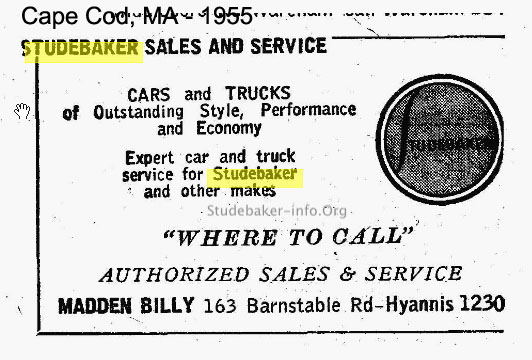 Cape Cod, MA - 1955
STUDEBAKER SALES AND SERVICE
CARS and TRUCKS
of Outstanding Style, Performance
and Economy
Expert car and truck
service for Studebaker
and other makes
STUDEBAKER
Studebaker-info.Org
"WHERE TO CALL"
AUTHORIZED SALES & SERVICE
MADDEN BILLY 163 Barnstable Rd-Hyannis 1230